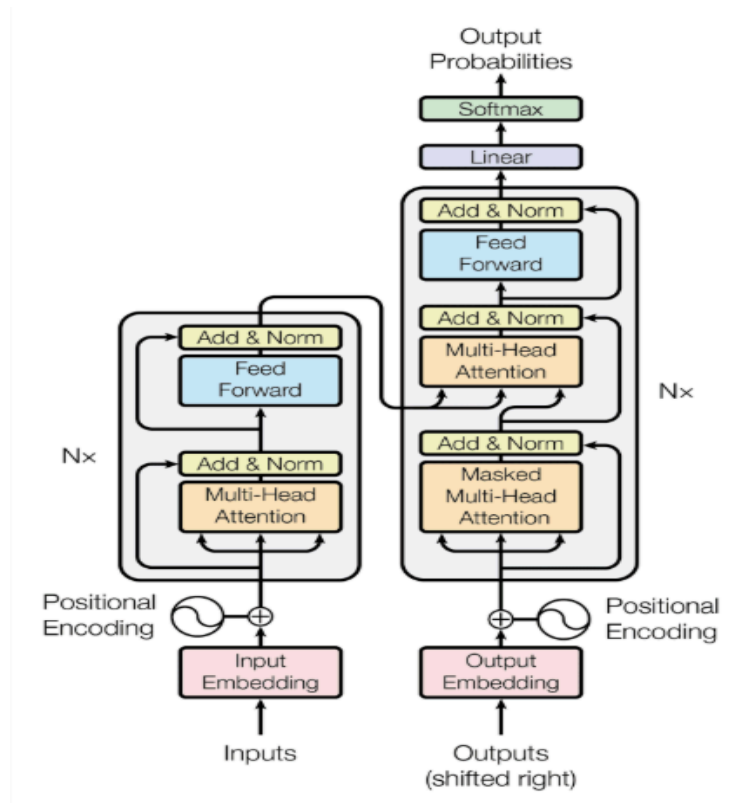 Output
Probabilities
Softmax
Linear
Add & Norm
Feed
Forward
Add & Norm
Multi-Head
Attention
Add & Norm
Masked
Multi-Head
Attention
Nx
Add & Norm
Feed
Forward
Add & Norm
Multi-Head
Attention
Nx
Positional
Encoding
Positional
Encoding
Input
Embedding
Output
Embedding
Inputs
Outputs
(shifted right)